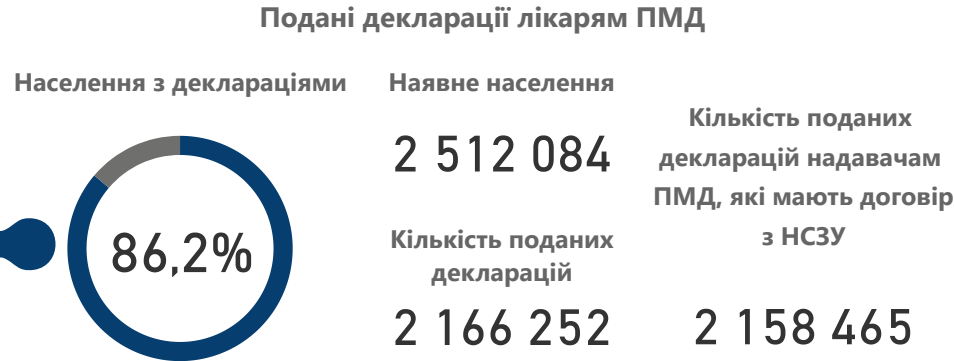 Подані декларації лікарям ПМД
Населення з деклараціями
86,2%
Наявне населення
2 512 084
Кількість поданих
декларацій
2 166 252
Кількість поданих
декларацій надавачам
ПМД, які мають договір
з НСЗУ
2 158 465